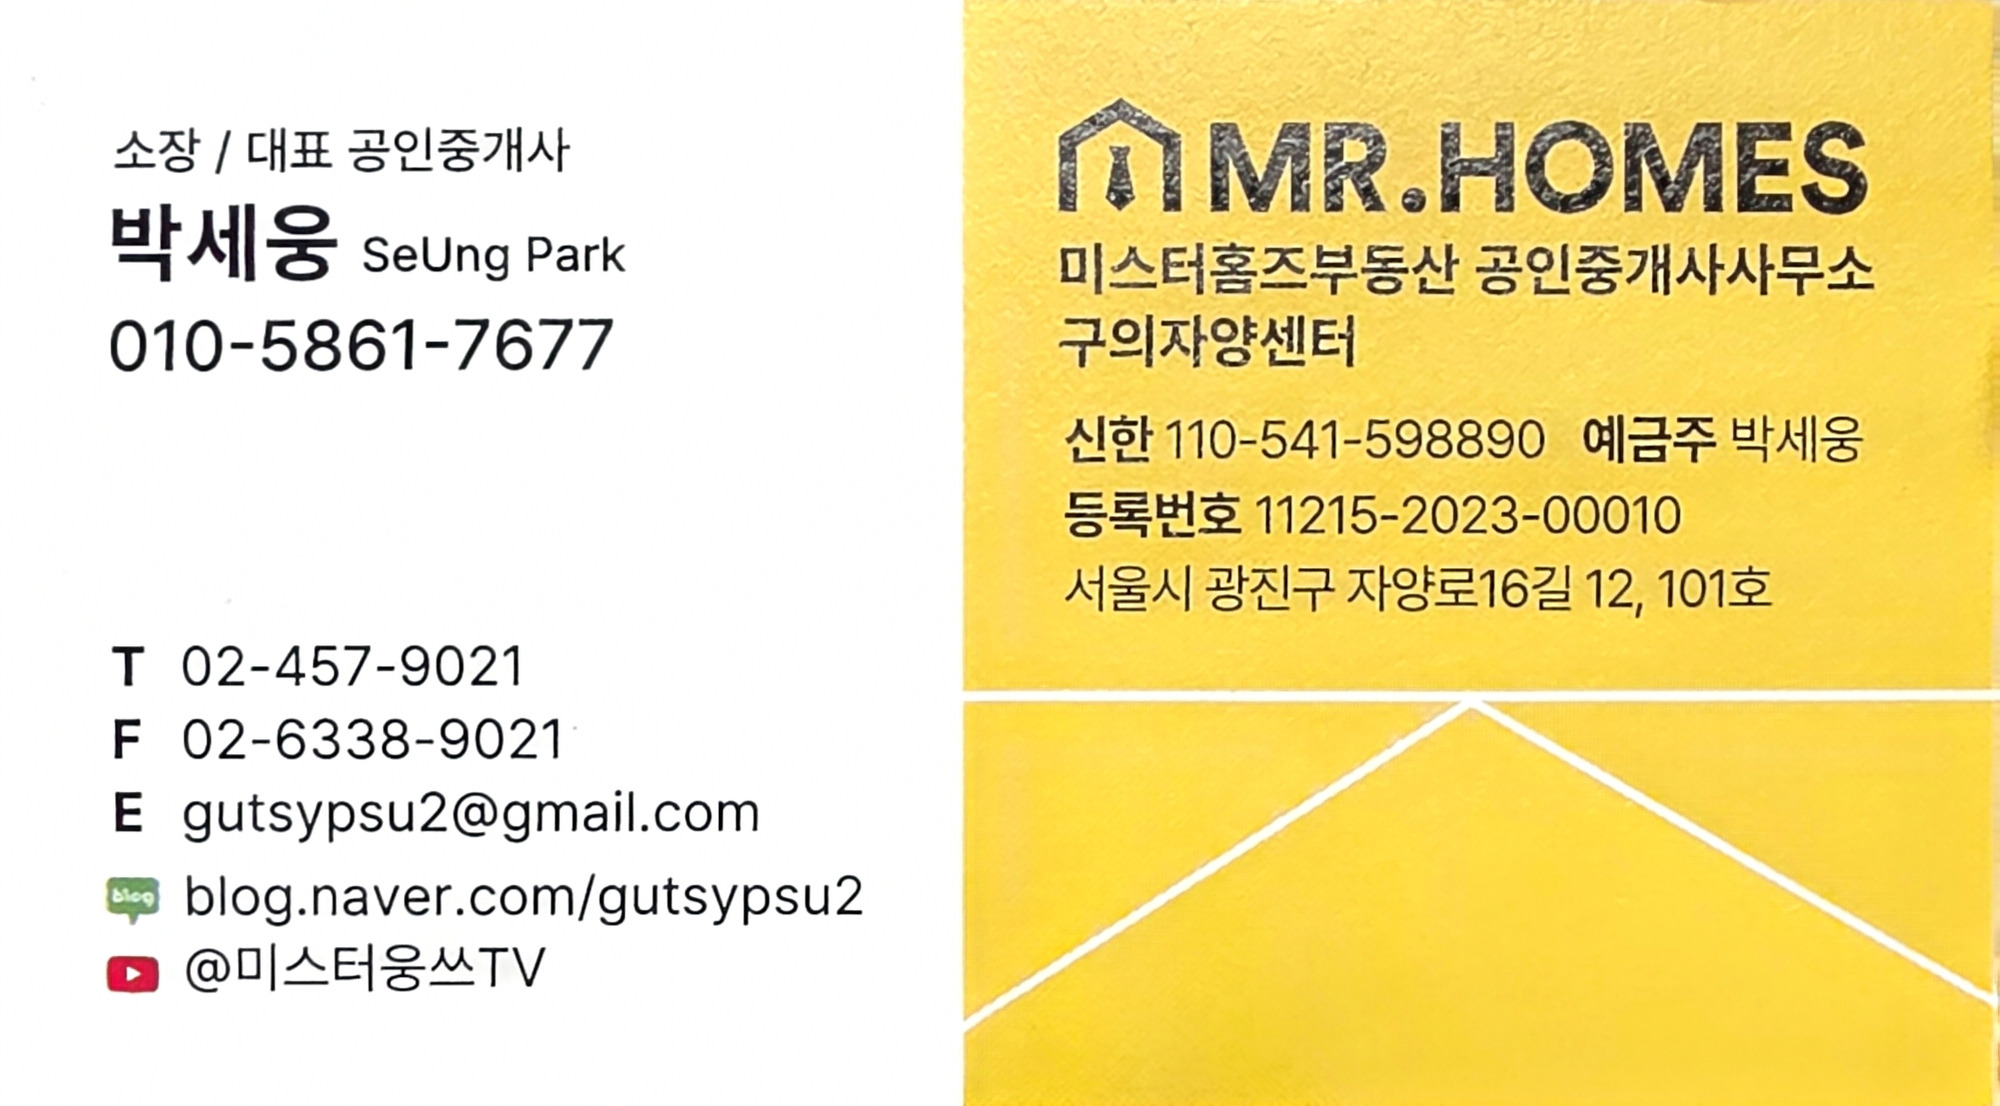 소장 / 대표 공인중개사
박세웅 SeUng Park
010-5861-7677
T 02-457-9021
F 02-6338-9021
E gutsypsu2@gmail.com
blog blog.naver.com/gutsypsu2
@미스터웅쓰TV
MR.HOMES
미스터홈즈부동산 공인중개사사무소
구의자양센터
신한 110-541-598890 예금주 박세웅
등록번호 11215-2023-00010
서울시 광진구 자양로16길 12, 101호